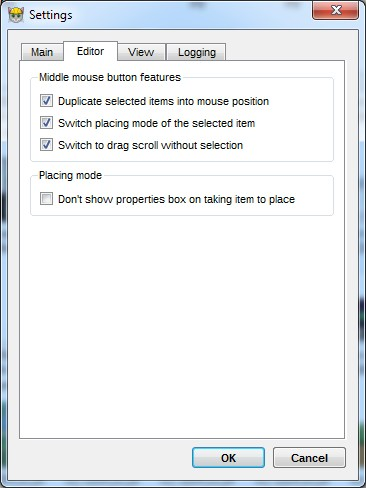 Settings
Main Editor View Logging
Middle mouse button features
Duplicate selected items into mouse position
Switch placing mode of the selected item
Switch to drag scroll without selection
Placing mode
Don't show properties box on taking item to place
OK Cancel